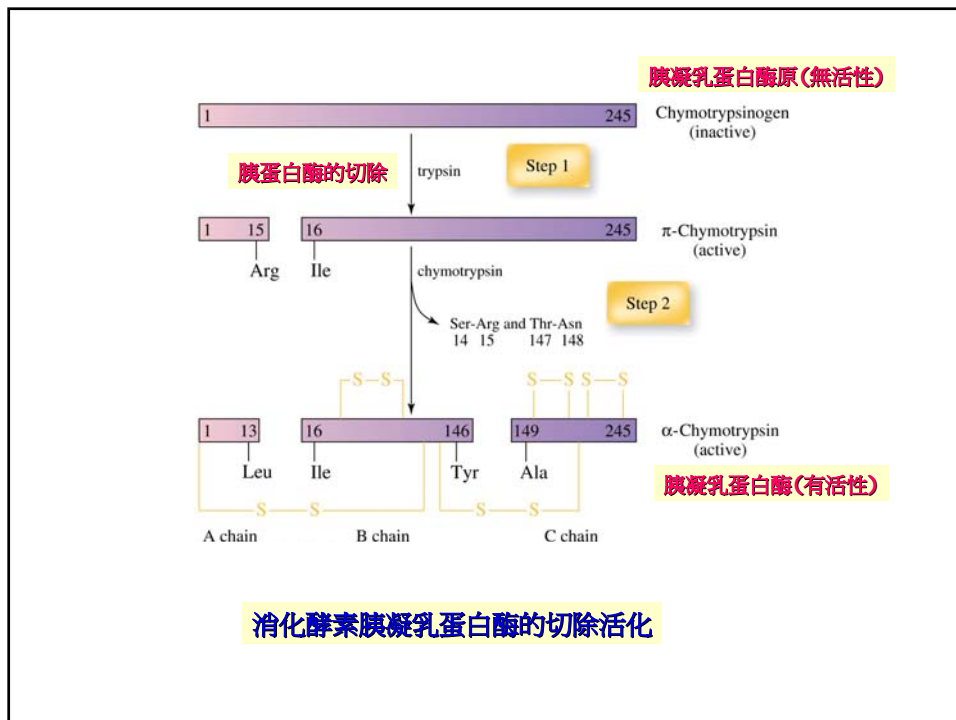 胰凝乳蛋白酶原(無活性)
1 245 Chymotrypsinogen
(inactive)
胰蛋白酶的切除 trypsin Step 1
1 15 16 245 π-Chymotrypsin
(active)
Arg Ile chymotrypsin
Step 2
Ser-Arg and Thr-Asn
14 15 147 148
S S S S S S
1 13 16 146 149 245 α-Chymotrypsin
(active)
Leu Ile Tyr Ala
胰凝乳蛋白酶(有活性)
S S S S
A chain B chain C chain
消化酵素胰凝乳蛋白酶的切除活化